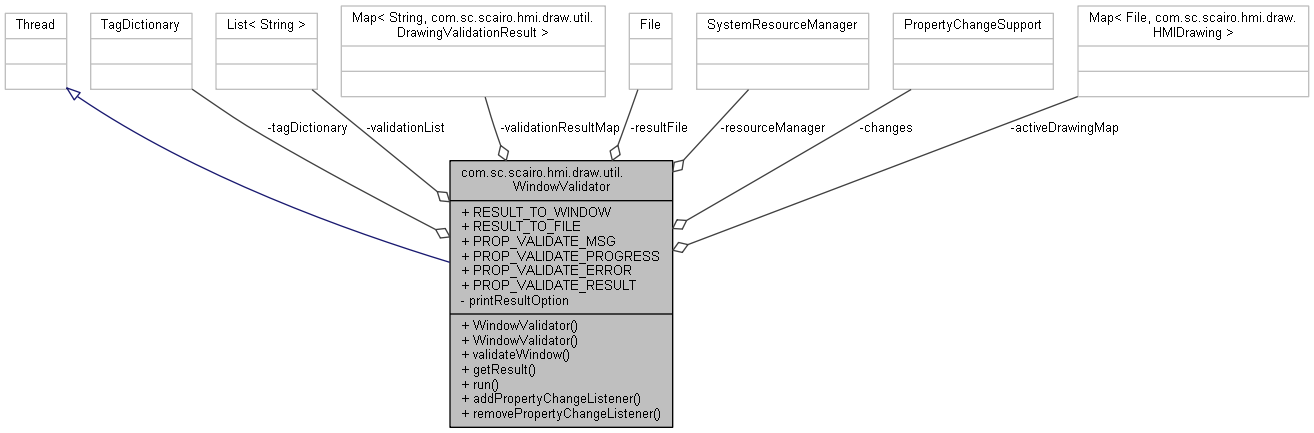 Thread
TagDictionary
List< String >
Map< String, com.sc.scairo.hmi.draw.util.
DrawingValidationResult >
File
SystemResourceManager
PropertyChangeSupport
Map< File, com.sc.scairo.hmi.draw.
HMIDrawing >
-tagDictionary
-validationList
-validationResultMap
-resultFile
-resourceManager
-changes
-activeDrawingMap
com.sc.scairo.hmi.draw.util.
WindowValidator
+ RESULT_TO_WINDOW
+ RESULT_TO_FILE
+ PROP_VALIDATE_MSG
+ PROP_VALIDATE_PROGRESS
+ PROP_VALIDATE_ERROR
+ PROP_VALIDATE_RESULT
- printResultOption
+ WindowValidator()
+ WindowValidator()
+ validateWindow()
+ getResult()
+ run()
+ addPropertyChangeListener()
+ removePropertyChangeListener()